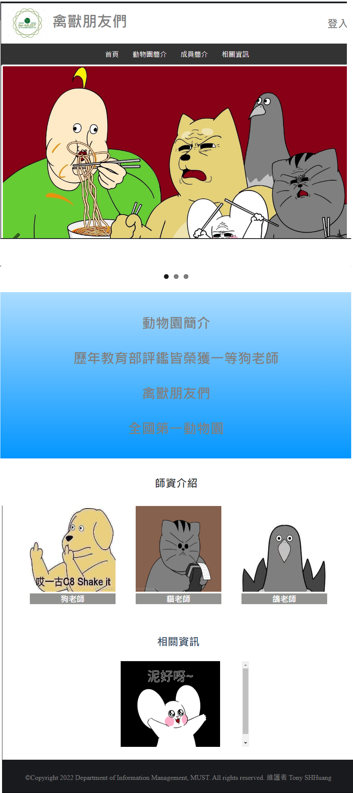 禽獸朋友們
登入
首頁 動物園簡介 成員簡介 相關資訊
動物園簡介
歷年教育部評鑑皆榮獲一等狗老師
禽獸朋友們
全國第一動物園
師資介紹
哎一古C8 Shake it
狗老師 貓老師 鴿老師
相關資訊
泥好呀~
©Copyright 2022 Department of Information Management, MUST. All rights reserved. 維護者 Tony SHHuang